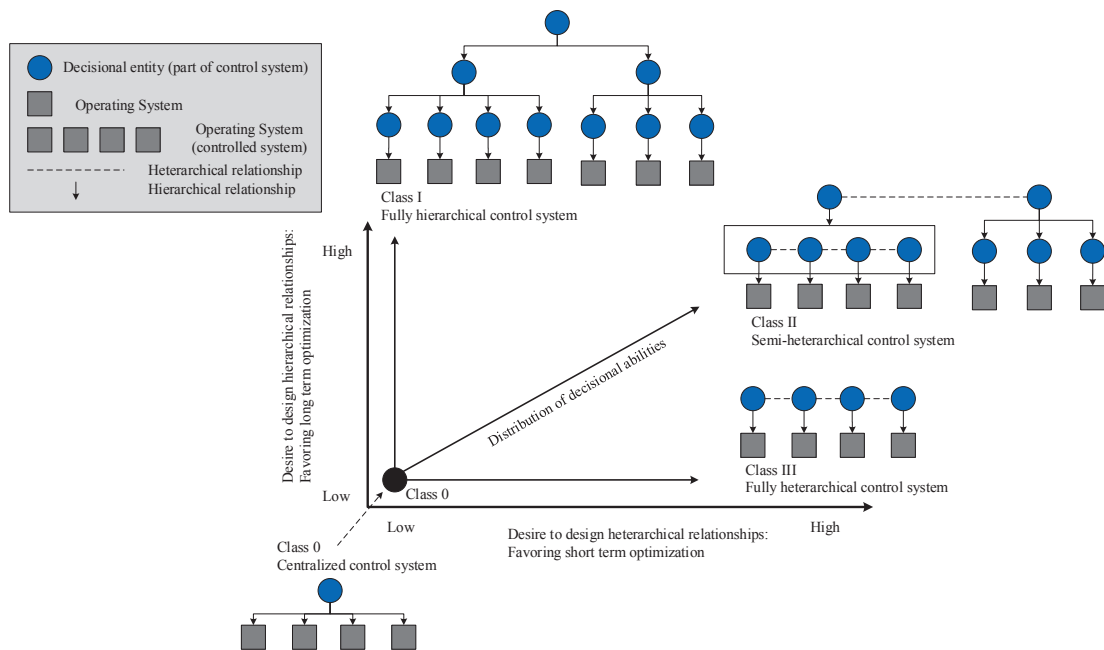 Decisional entity (part of control system)
Operating System
Operating System
(controlled system)
Heterarchical relationship
Hierarchical relationship
Class I
Fully hierarchical control system
High
Desire to design hierarchical relationships:
Favoring long term optimization
Low
Distribution of decisional abilities
Class 0
Class II
Semi-heterarchical control system
Class III
Fully heterarchical control system
Low
Desire to design heterarchical relationships:
Favoring short term optimization
High
Class 0
Centralized control system